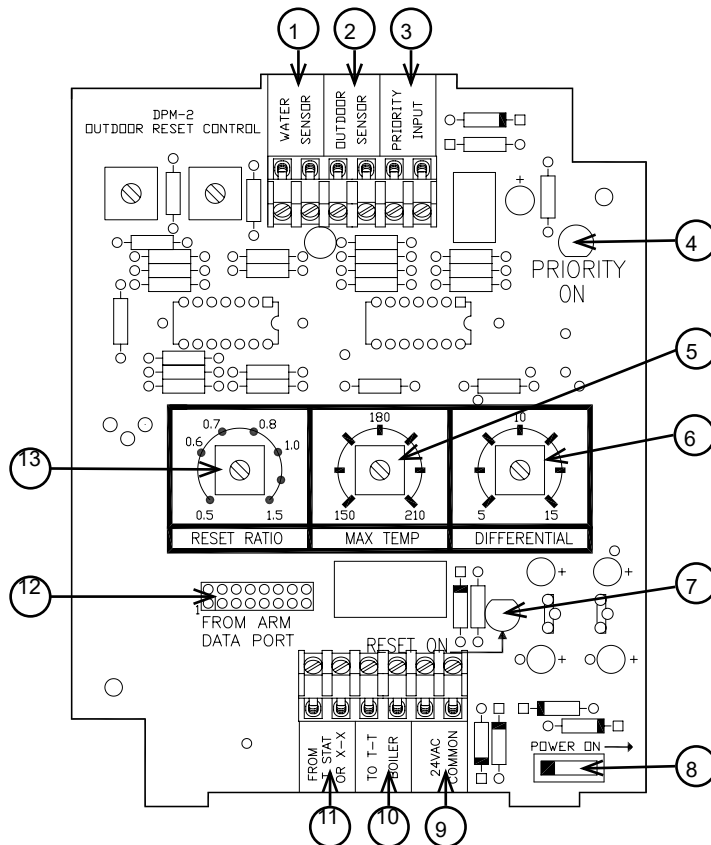 1
2
3
DPM-2
OUTDOOR RESET CONTROL
WATER
SENSOR
OUTDOOR
SENSOR
PRIORITY
INPUT
+
4
PRIORITY
ON
5
180
10
0.7
0.8
0.6
1.0
6
13
0.5
1.5
150
210
5
15
RESET RATIO
MAX TEMP
DIFFERENTIAL
+
+
12
1
7
FROM ARM
DATA PORT
RESET ON
+
+
POWER ON
8
FROM
T STAT
OR X-X
TO T-T
BOILER
24VAC
COMMON
11
10
9